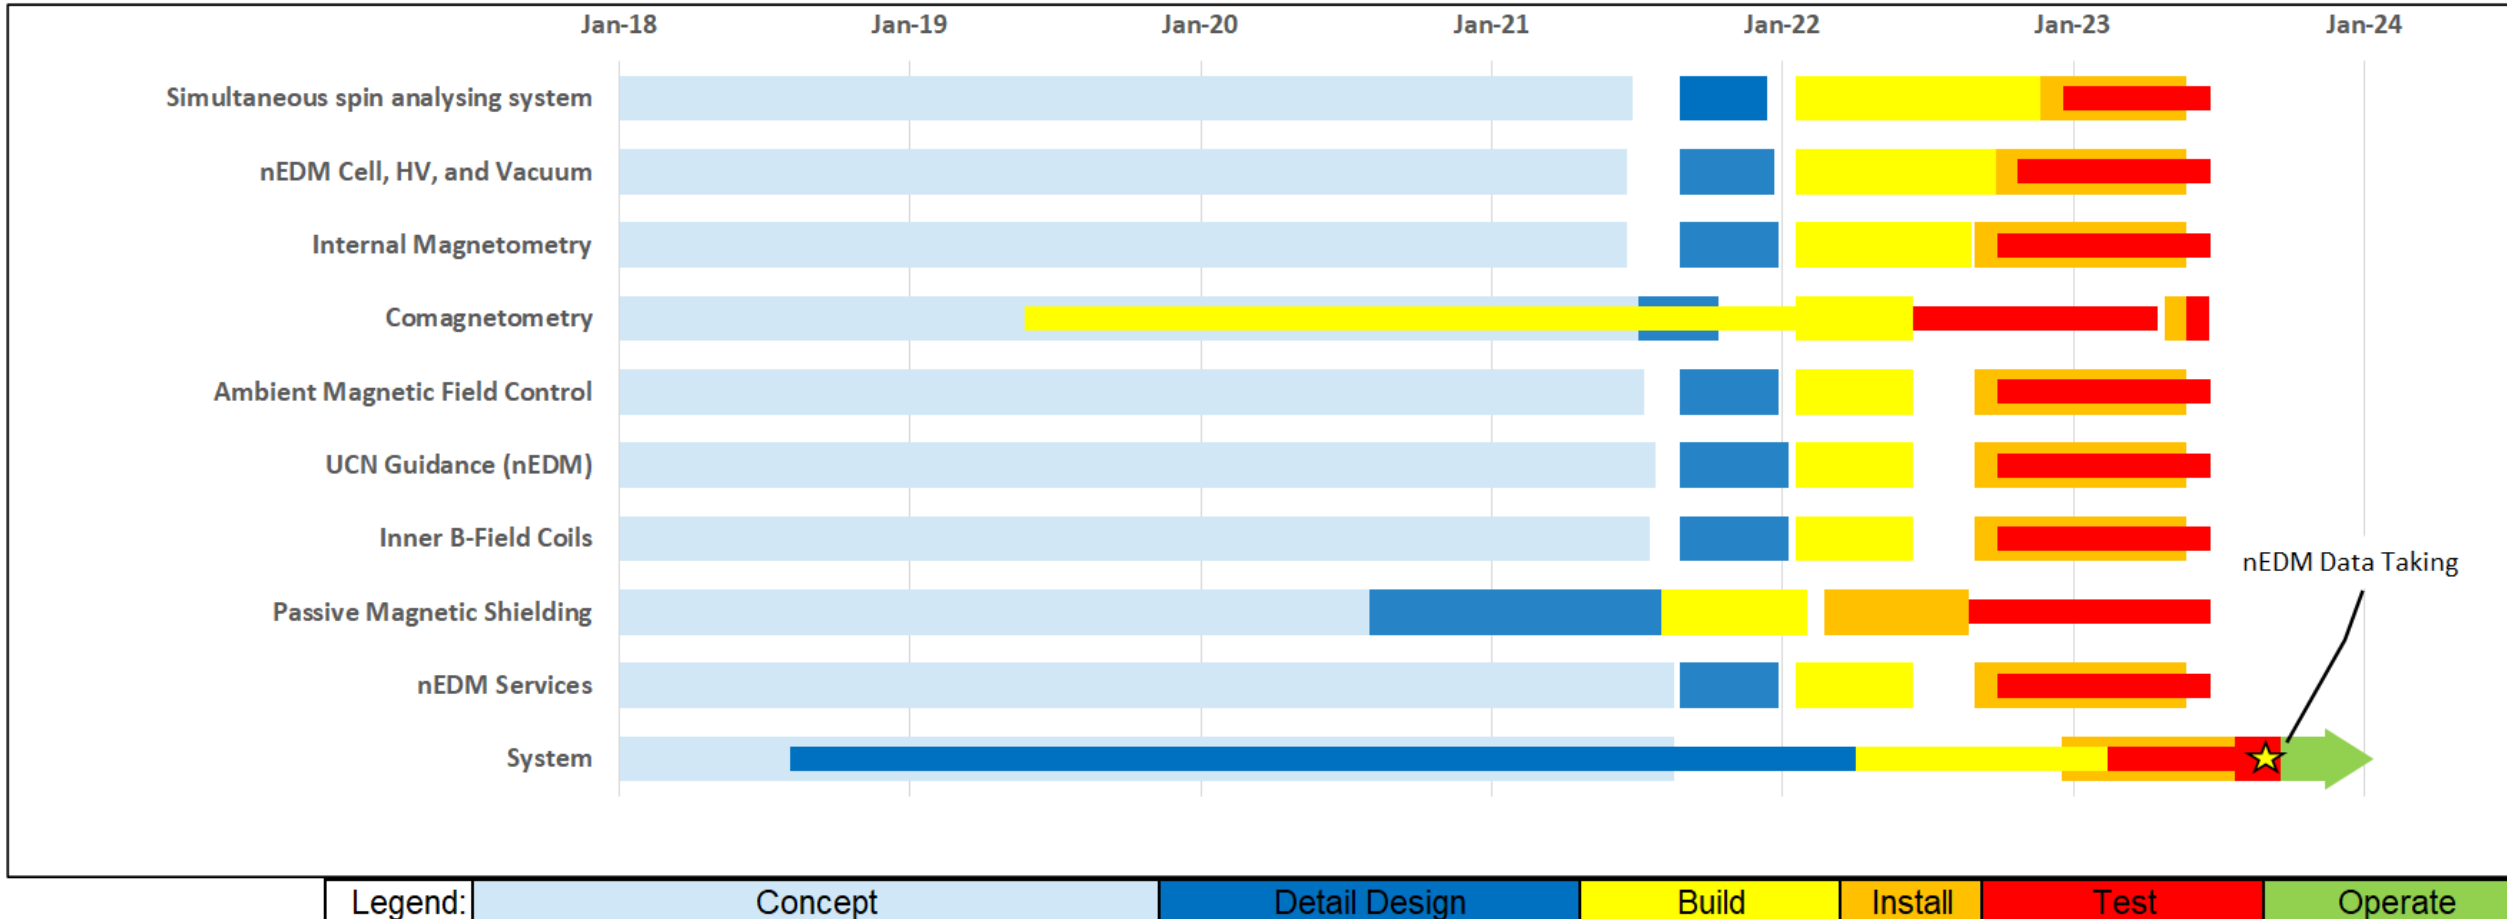 Jan-18 Jan-19 Jan-20 Jan-21 Jan-22 Jan-23 Jan-24
Simultaneous spin analysing system
nEDM Cell, HV, and Vacuum
Internal Magnetometry
Comagnetometry
Ambient Magnetic Field Control
UCN Guidance (nEDM)
Inner B-Field Coils
nEDM Data Taking
Passive Magnetic Shielding
nEDM Services
System
Legend: Concept Detail Design Build Install Test Operate